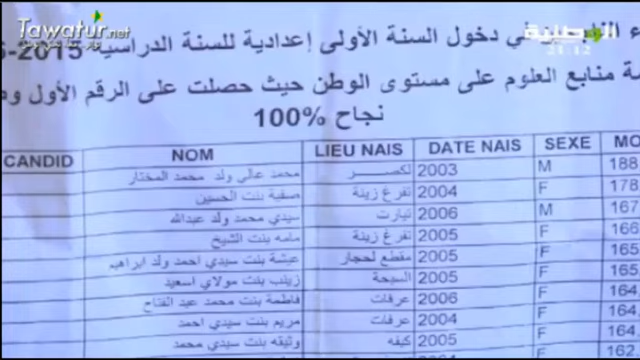 Tawatur.net
الوطنية
21:12
في دخول السنة الأولى إعدادية للسنة الدراسية 2015
منابع العلوم على مستوى الوطن حيث حصلت على الرقم الأول
نجاح 100%
CANDID NOM LIEU NAIS DATE NAIS SEXE MO
محمد عالي ولد محمد المختار لكصر 2003 M 188
صفية بنت الحسين تفرغ زينة 2004 F 178
سيدي محمد ولد عبدالله تيارت 2006 M 167
مامه بنت الشيخ تفرغ زينة 2005 F 166
عيشة بنت سيدي احمد ولد ابراهيم مقطع لحجار 2005 F 165
زينب بنت مولاي اسعيد السبخة 2005 F 165
فاطمة بنت محمد عبد الفتاح عرفات 2006 F 164,
مريم بنت سيدي احمد عرفات 2004 F 164,
وثيقه بنت سيدي محمد كيفه 2005 F 164,
162